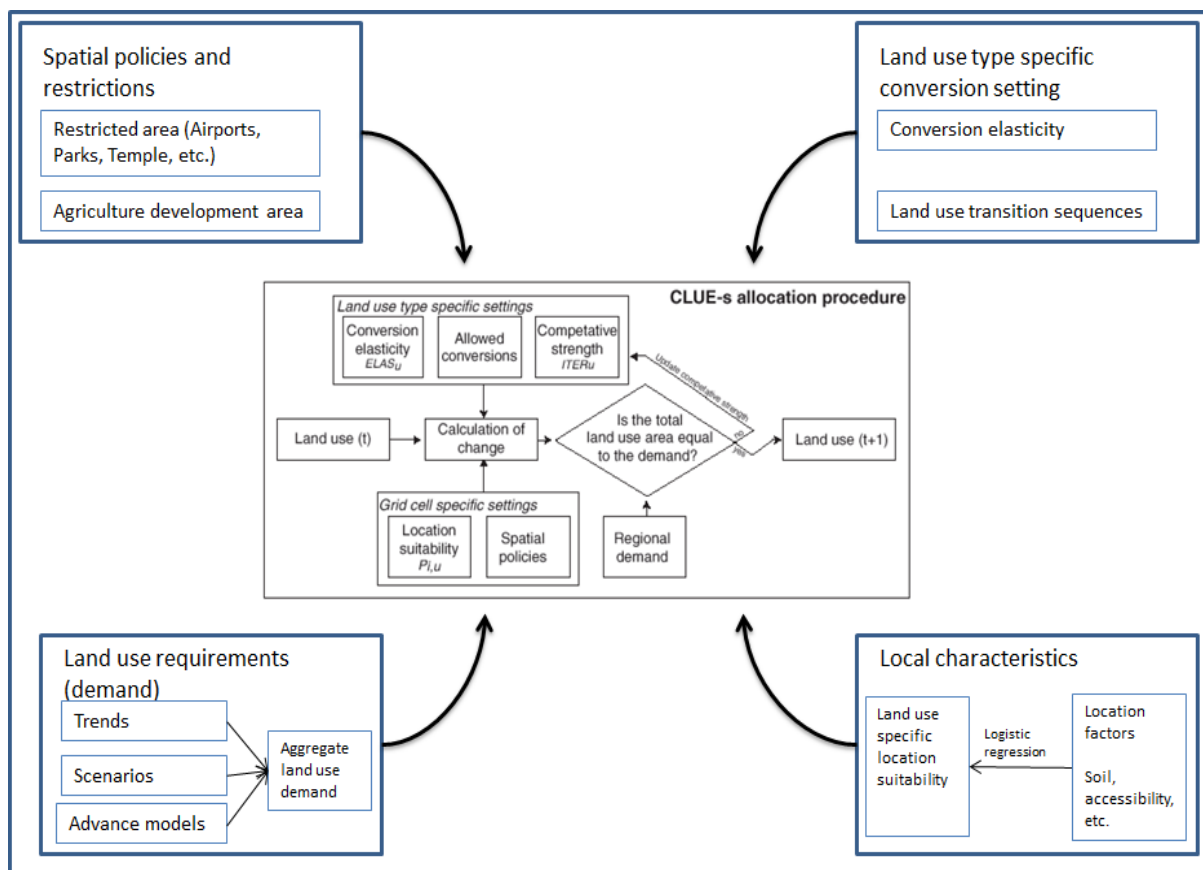 Spatial policies and
restrictions
Restricted area (Airports,
Parks, Temple, etc.)
Agriculture development area
Land use type specific
conversion setting
Conversion elasticity
Land use transition sequences
CLUE-s allocation procedure
Land use type specific settings
Conversion
elasticity
ELASu
Allowed
conversions
Competative
strength
ITERu
Update competative strength
Land use (t)
Calculation of
change
Is the total
land use area equal
to the demand?
no
yes
Land use (t+1)
Grid cell specific settings
Location
suitability
Pi,u
Spatial
policies
Regional
demand
Land use requirements
(demand)
Trends
Scenarios
Advance models
Aggregate
land use
demand
Local characteristics
Land use
specific
location
suitability
Logistic
regression
Location
factors
Soil,
accessibility,
etc.